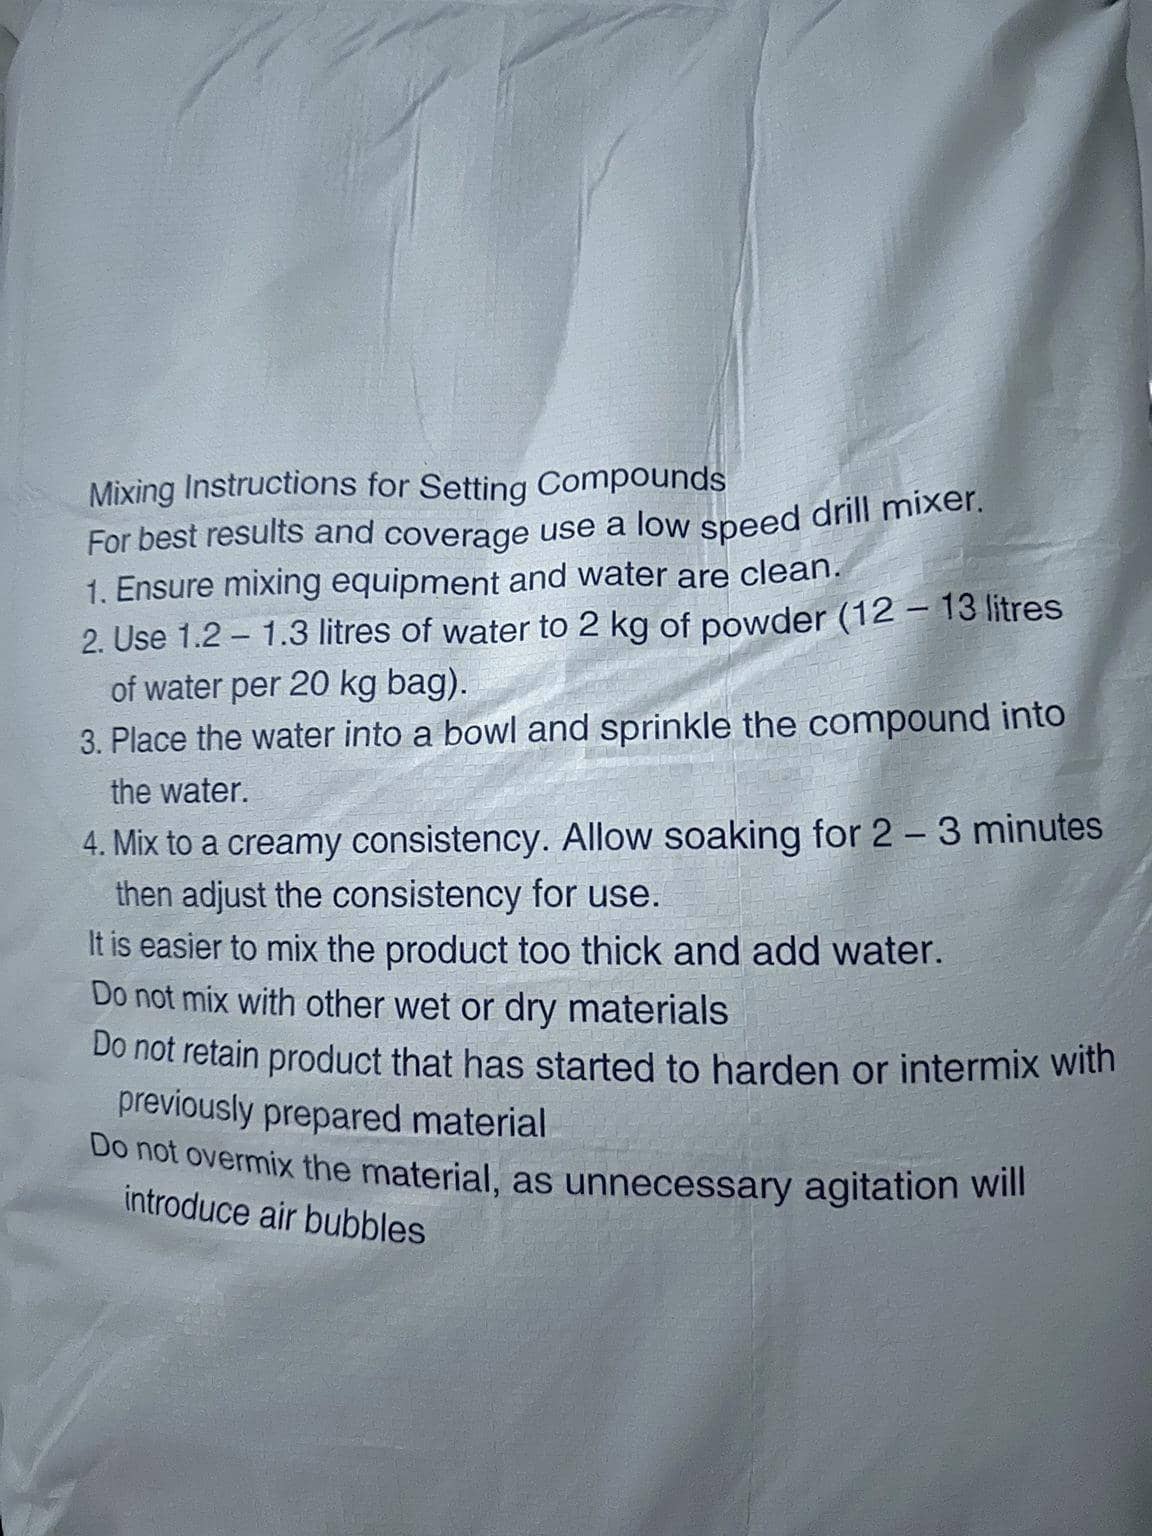 Mixing Instructions for Setting Compounds
For best results and coverage use a low speed drill mixer.
1. Ensure mixing equipment and water are clean.
2. Use 1.2 – 1.3 litres of water to 2 kg of powder (12 – 13 litres
of water per 20 kg bag).
3. Place the water into a bowl and sprinkle the compound into
the water.
4. Mix to a creamy consistency. Allow soaking for 2 – 3 minutes
then adjust the consistency for use.
It is easier to mix the product too thick and add water.
Do not mix with other wet or dry materials
Do not retain product that has started to harden or intermix with
previously prepared material
Do not overmix the material, as unnecessary agitation will
introduce air bubbles